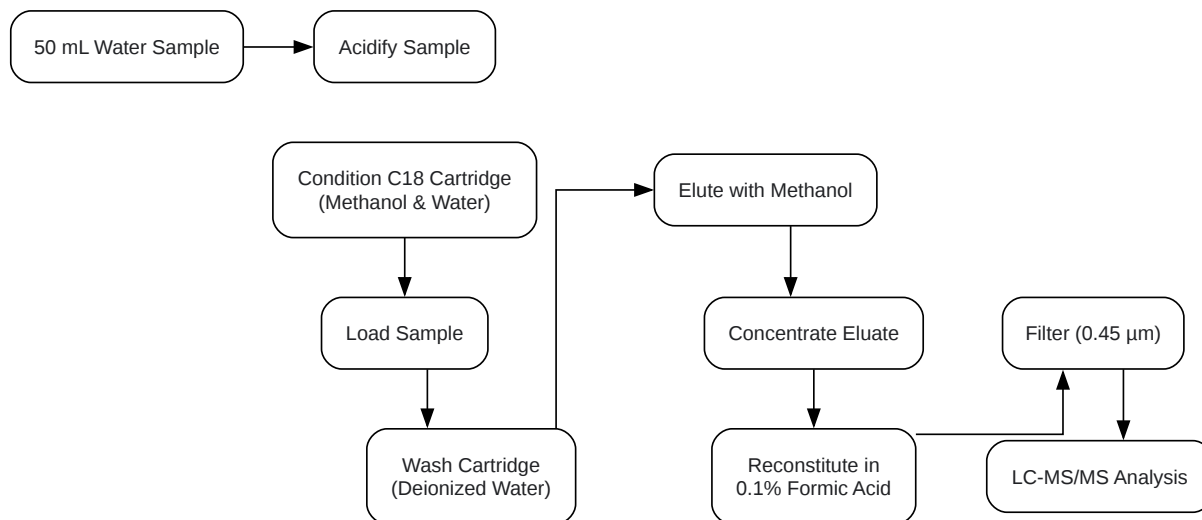 50 mL Water Sample
Acidify Sample
Condition C18 Cartridge
(Methanol & Water)
Load Sample
Wash Cartridge
(Deionized Water)
Elute with Methanol
Concentrate Eluate
Reconstitute in
0.1% Formic Acid
Filter (0.45 µm)
LC-MS/MS Analysis